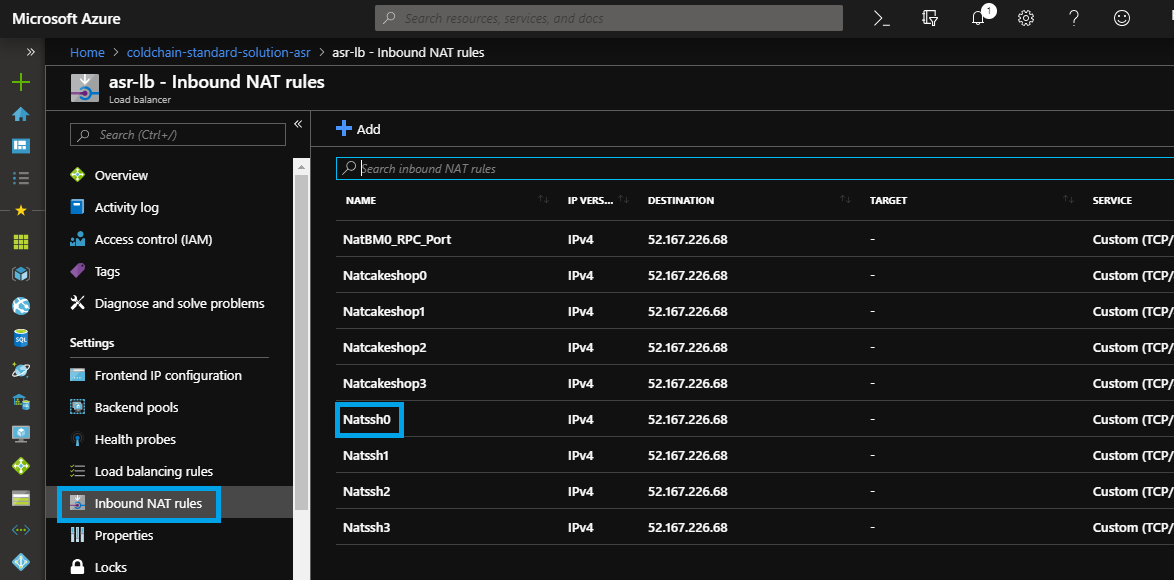 Microsoft Azure
Search resources, services, and docs
1
Home > coldchain-standard-solution-asr > asr-lb - Inbound NAT rules
asr-lb - Inbound NAT rules
Load balancer
Search (Ctrl+/)
Overview
Activity log
Access control (IAM)
Tags
Diagnose and solve problems
Settings
Frontend IP configuration
Backend pools
Health probes
Load balancing rules
Inbound NAT rules
Properties
Locks
Add
Search inbound NAT rules
NAME IP VERS... DESTINATION TARGET SERVICE
NatBM0_RPC_Port IPv4 52.167.226.68 - Custom (TCP/
Natcakeshop0 IPv4 52.167.226.68 - Custom (TCP/
Natcakeshop1 IPv4 52.167.226.68 - Custom (TCP/
Natcakeshop2 IPv4 52.167.226.68 - Custom (TCP/
Natcakeshop3 IPv4 52.167.226.68 - Custom (TCP/
Natssh0 IPv4 52.167.226.68 - Custom (TCP/
Natssh1 IPv4 52.167.226.68 - Custom (TCP/
Natssh2 IPv4 52.167.226.68 - Custom (TCP/
Natssh3 IPv4 52.167.226.68 - Custom (TCP/
SQL